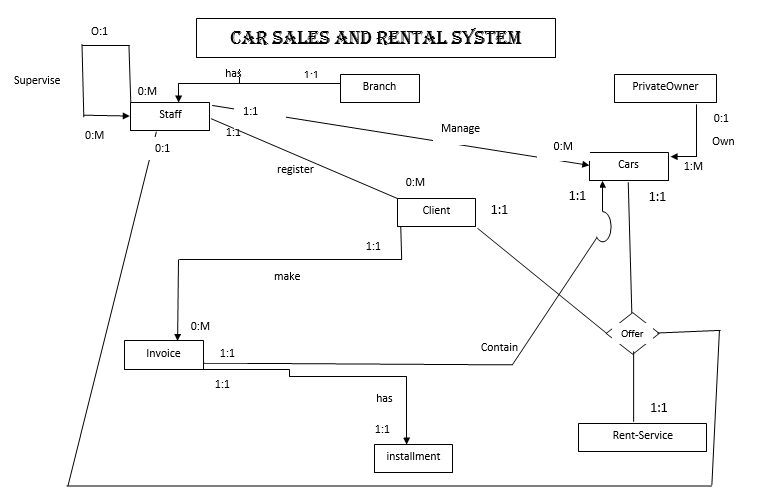 CAR SALES AND RENTAL SYSTEM
O:1
has
1:1
Supervise
Branch
PrivateOwner
0:M
Staff
1:1
0:1
0:M
1:1
Manage
Own
0:1
0:M
Cars
1:M
register
0:M
1:1
1:1
Client
1:1
1:1
make
0:M
Offer
Invoice
1:1
Contain
1:1
has
1:1
1:1
Rent-Service
installment